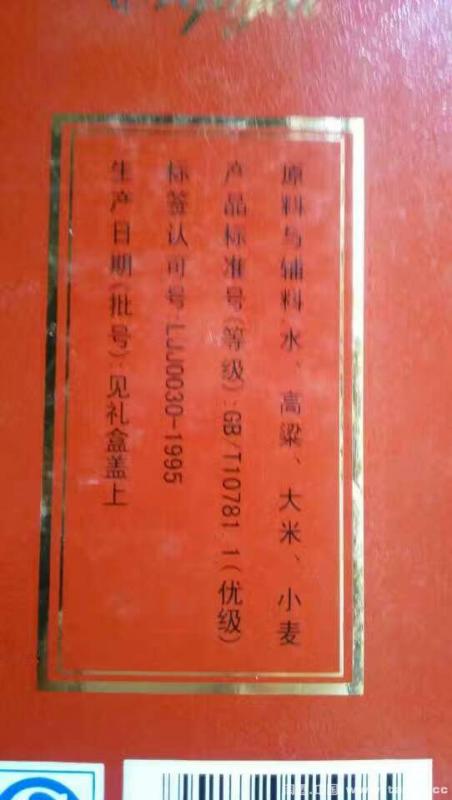 原料与辅料:水、高粱、大米、小麦
产品标准号(等级):GB/T10781.1(优级)
标签认可号:LJJ0030-1995
生产日期(批号):见礼盒盖上